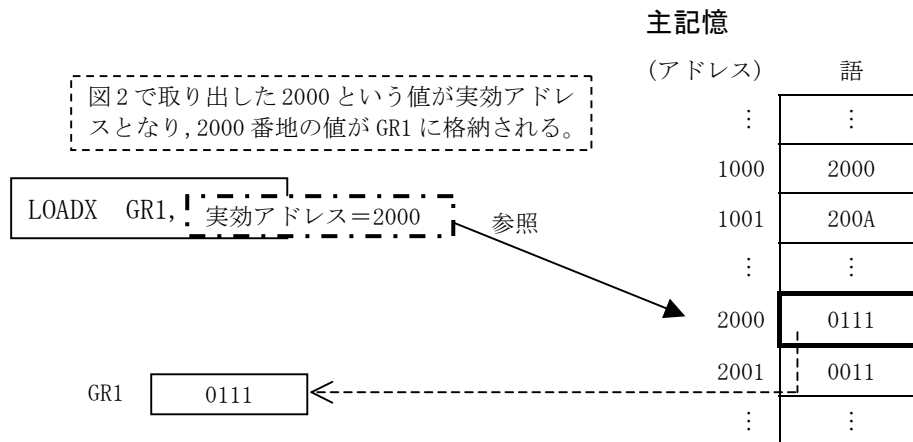 主記憶
(アドレス) 語
図2で取り出した2000という値が実効アドレ
スとなり,2000番地の値がGR1に格納される。
⋮ ⋮
1000 2000
LOADX GR1, 実効アドレス=2000
参照
1001 200A
⋮ ⋮
2000 0111
2001 0011
GR1 0111
⋮ ⋮